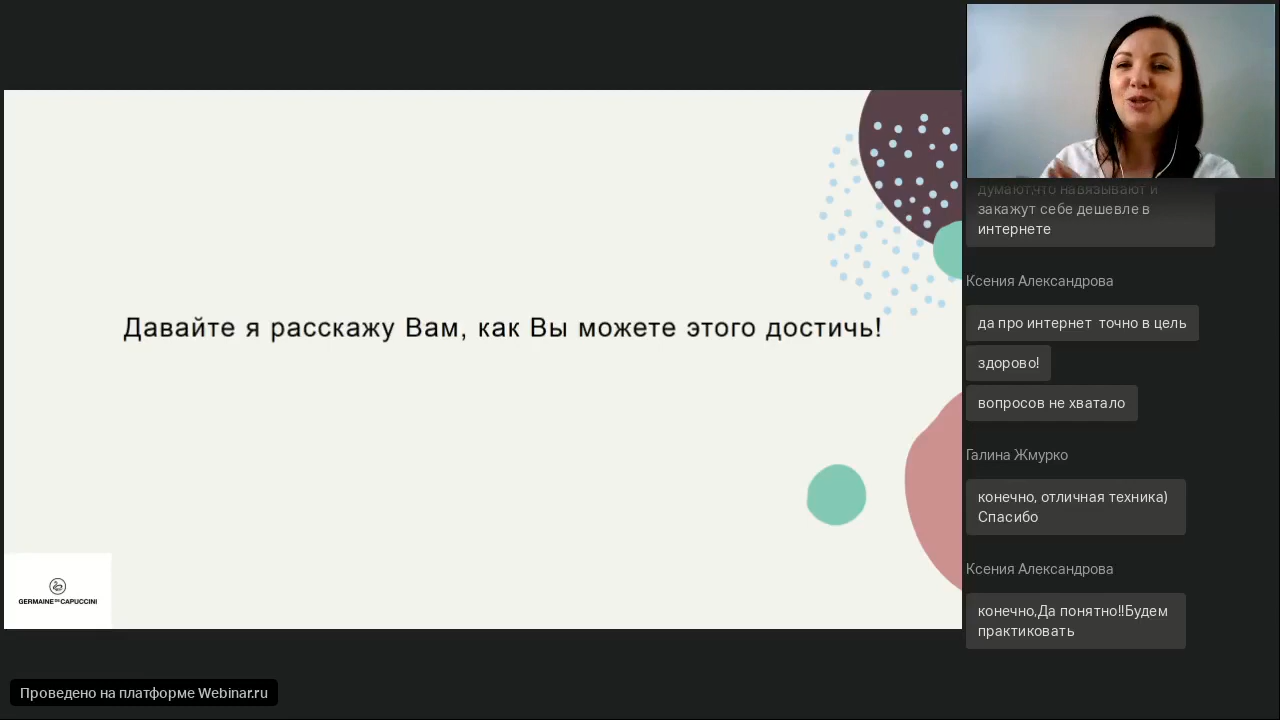 Давайте я расскажу Вам, как Вы можете этого достичь!
GERMAINE DE CAPUCCINI
Проведено на платформе Webinar.ru
думают,что навязывают и
закажут себе дешевле в
интернете
Ксения Александрова
да про интернет точно в цель
здорово!
вопросов не хватало
Галина Жмурко
конечно, отличная техника)
Спасибо
Ксения Александрова
конечно,Да понятно!!Будем
практиковать